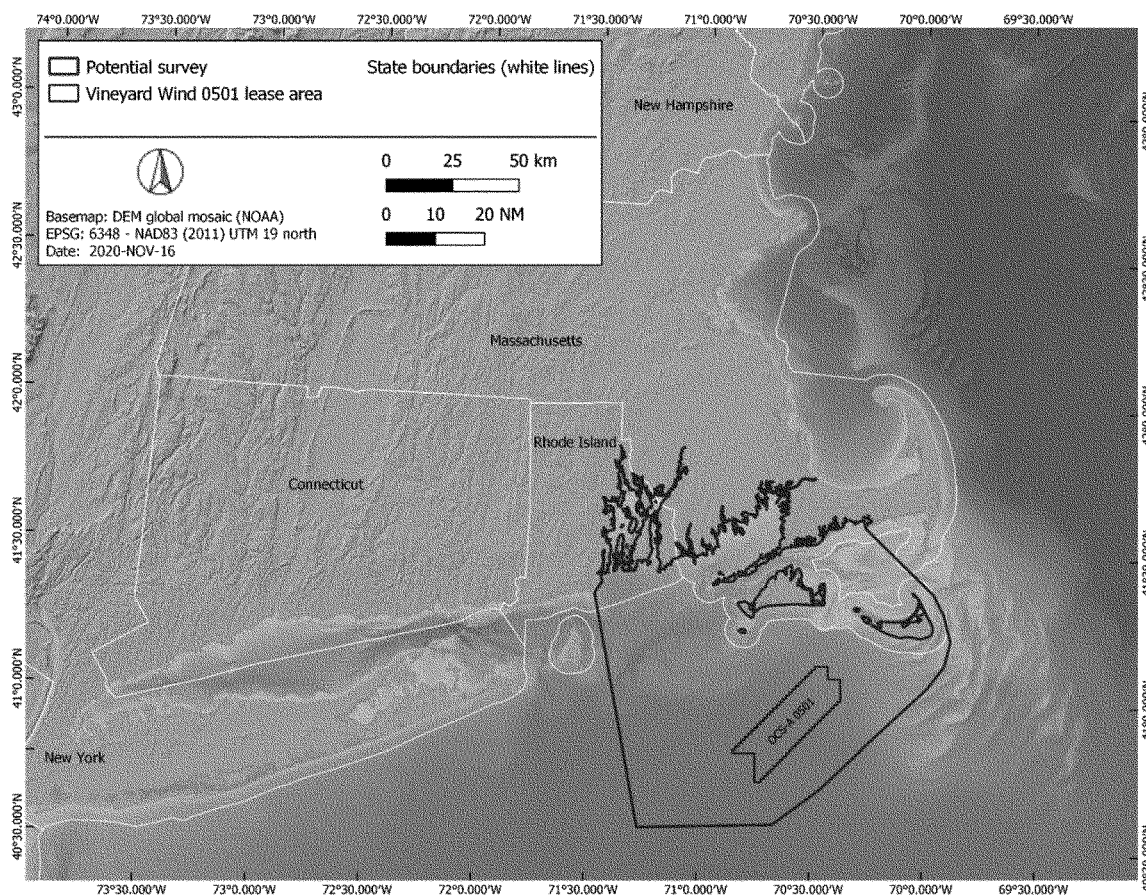 74°0.000'W 73°30.000'W 73°0.000'W 72°30.000'W 72°0.000'W 71°30.000'W 71°0.000'W 70°30.000'W 70°0.000'W 69°30.000'W
Potential survey State boundaries (white lines)
Vineyard Wind 0501 lease area
0 25 50 km
0 10 20 NM
Basemap: DEM global mosaic (NOAA)
EPSG: 6348 - NAD83 (2011) UTM 19 north
Date: 2020-NOV-16
New Hampshire
Massachusetts
Rhode Island
Connecticut
OCS-A 0501
New York
43°0.000'N
42°30.000'N
42°0.000'N
41°30.000'N
41°0.000'N
40°30.000'N
73°30.000'W 73°0.000'W 72°30.000'W 72°0.000'W 71°30.000'W 71°0.000'W 70°30.000'W 70°0.000'W 69°30.000'W